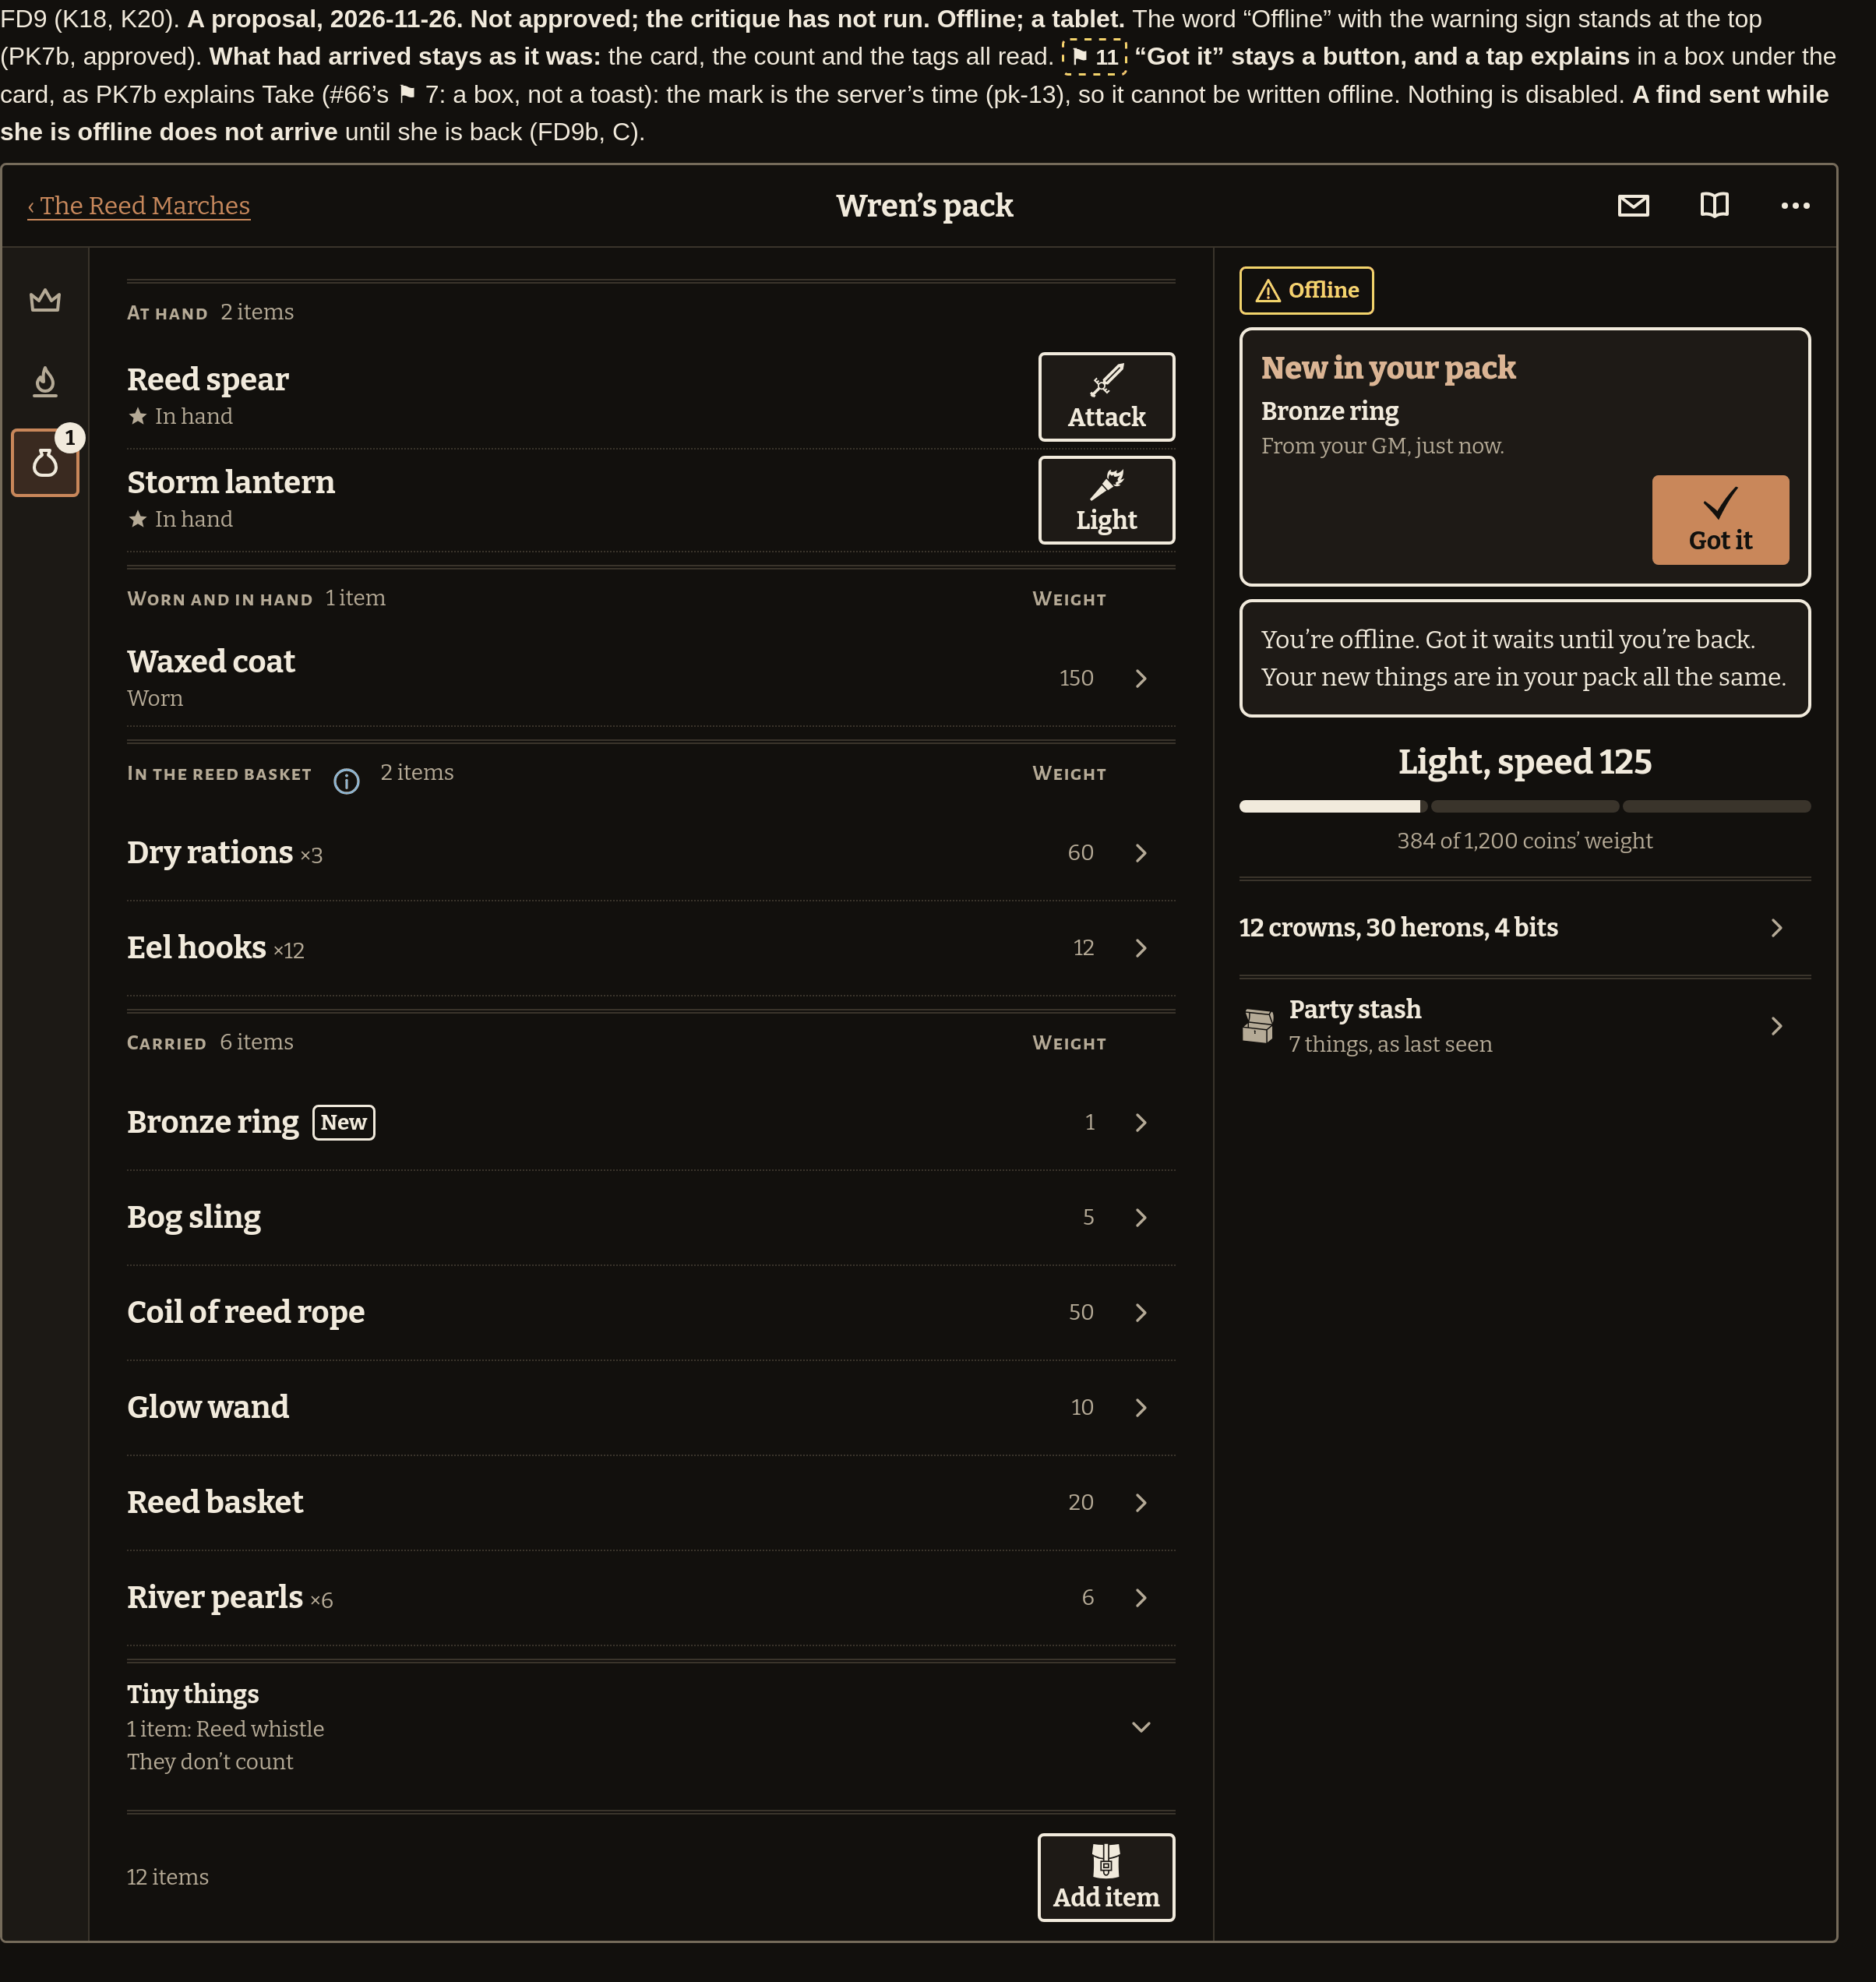 FD9 (K18, K20). A proposal, 2026-11-26. Not approved; the critique has not run. Offline; a tablet. The word “Offline” with the warning sign stands at the top
(PK7b, approved). What had arrived stays as it was: the card, the count and the tags all read. ⚑ 11 “Got it” stays a button, and a tap explains in a box under the
card, as PK7b explains Take (#66’s ⚑ 7: a box, not a toast): the mark is the server’s time (pk-13), so it cannot be written offline. Nothing is disabled. A find sent while
she is offline does not arrive until she is back (FD9b, C).
‹ The Reed Marches
Wren’s pack
1
At hand 2 items
Reed spear
★ In hand
Attack
Storm lantern
★ In hand
Light
Worn and in hand 1 item Weight
Waxed coat
Worn
150
In the reed basket 2 items Weight
Dry rations ×3 60
Eel hooks ×12 12
Carried 6 items Weight
Bronze ring New 1
Bog sling 5
Coil of reed rope 50
Glow wand 10
Reed basket 20
River pearls ×6 6
Tiny things
1 item: Reed whistle
They don’t count
12 items
Add item
Offline
New in your pack
Bronze ring
From your GM, just now.
Got it
You’re offline. Got it waits until you’re back.
Your new things are in your pack all the same.
Light, speed 125
384 of 1,200 coins’ weight
12 crowns, 30 herons, 4 bits
Party stash
7 things, as last seen